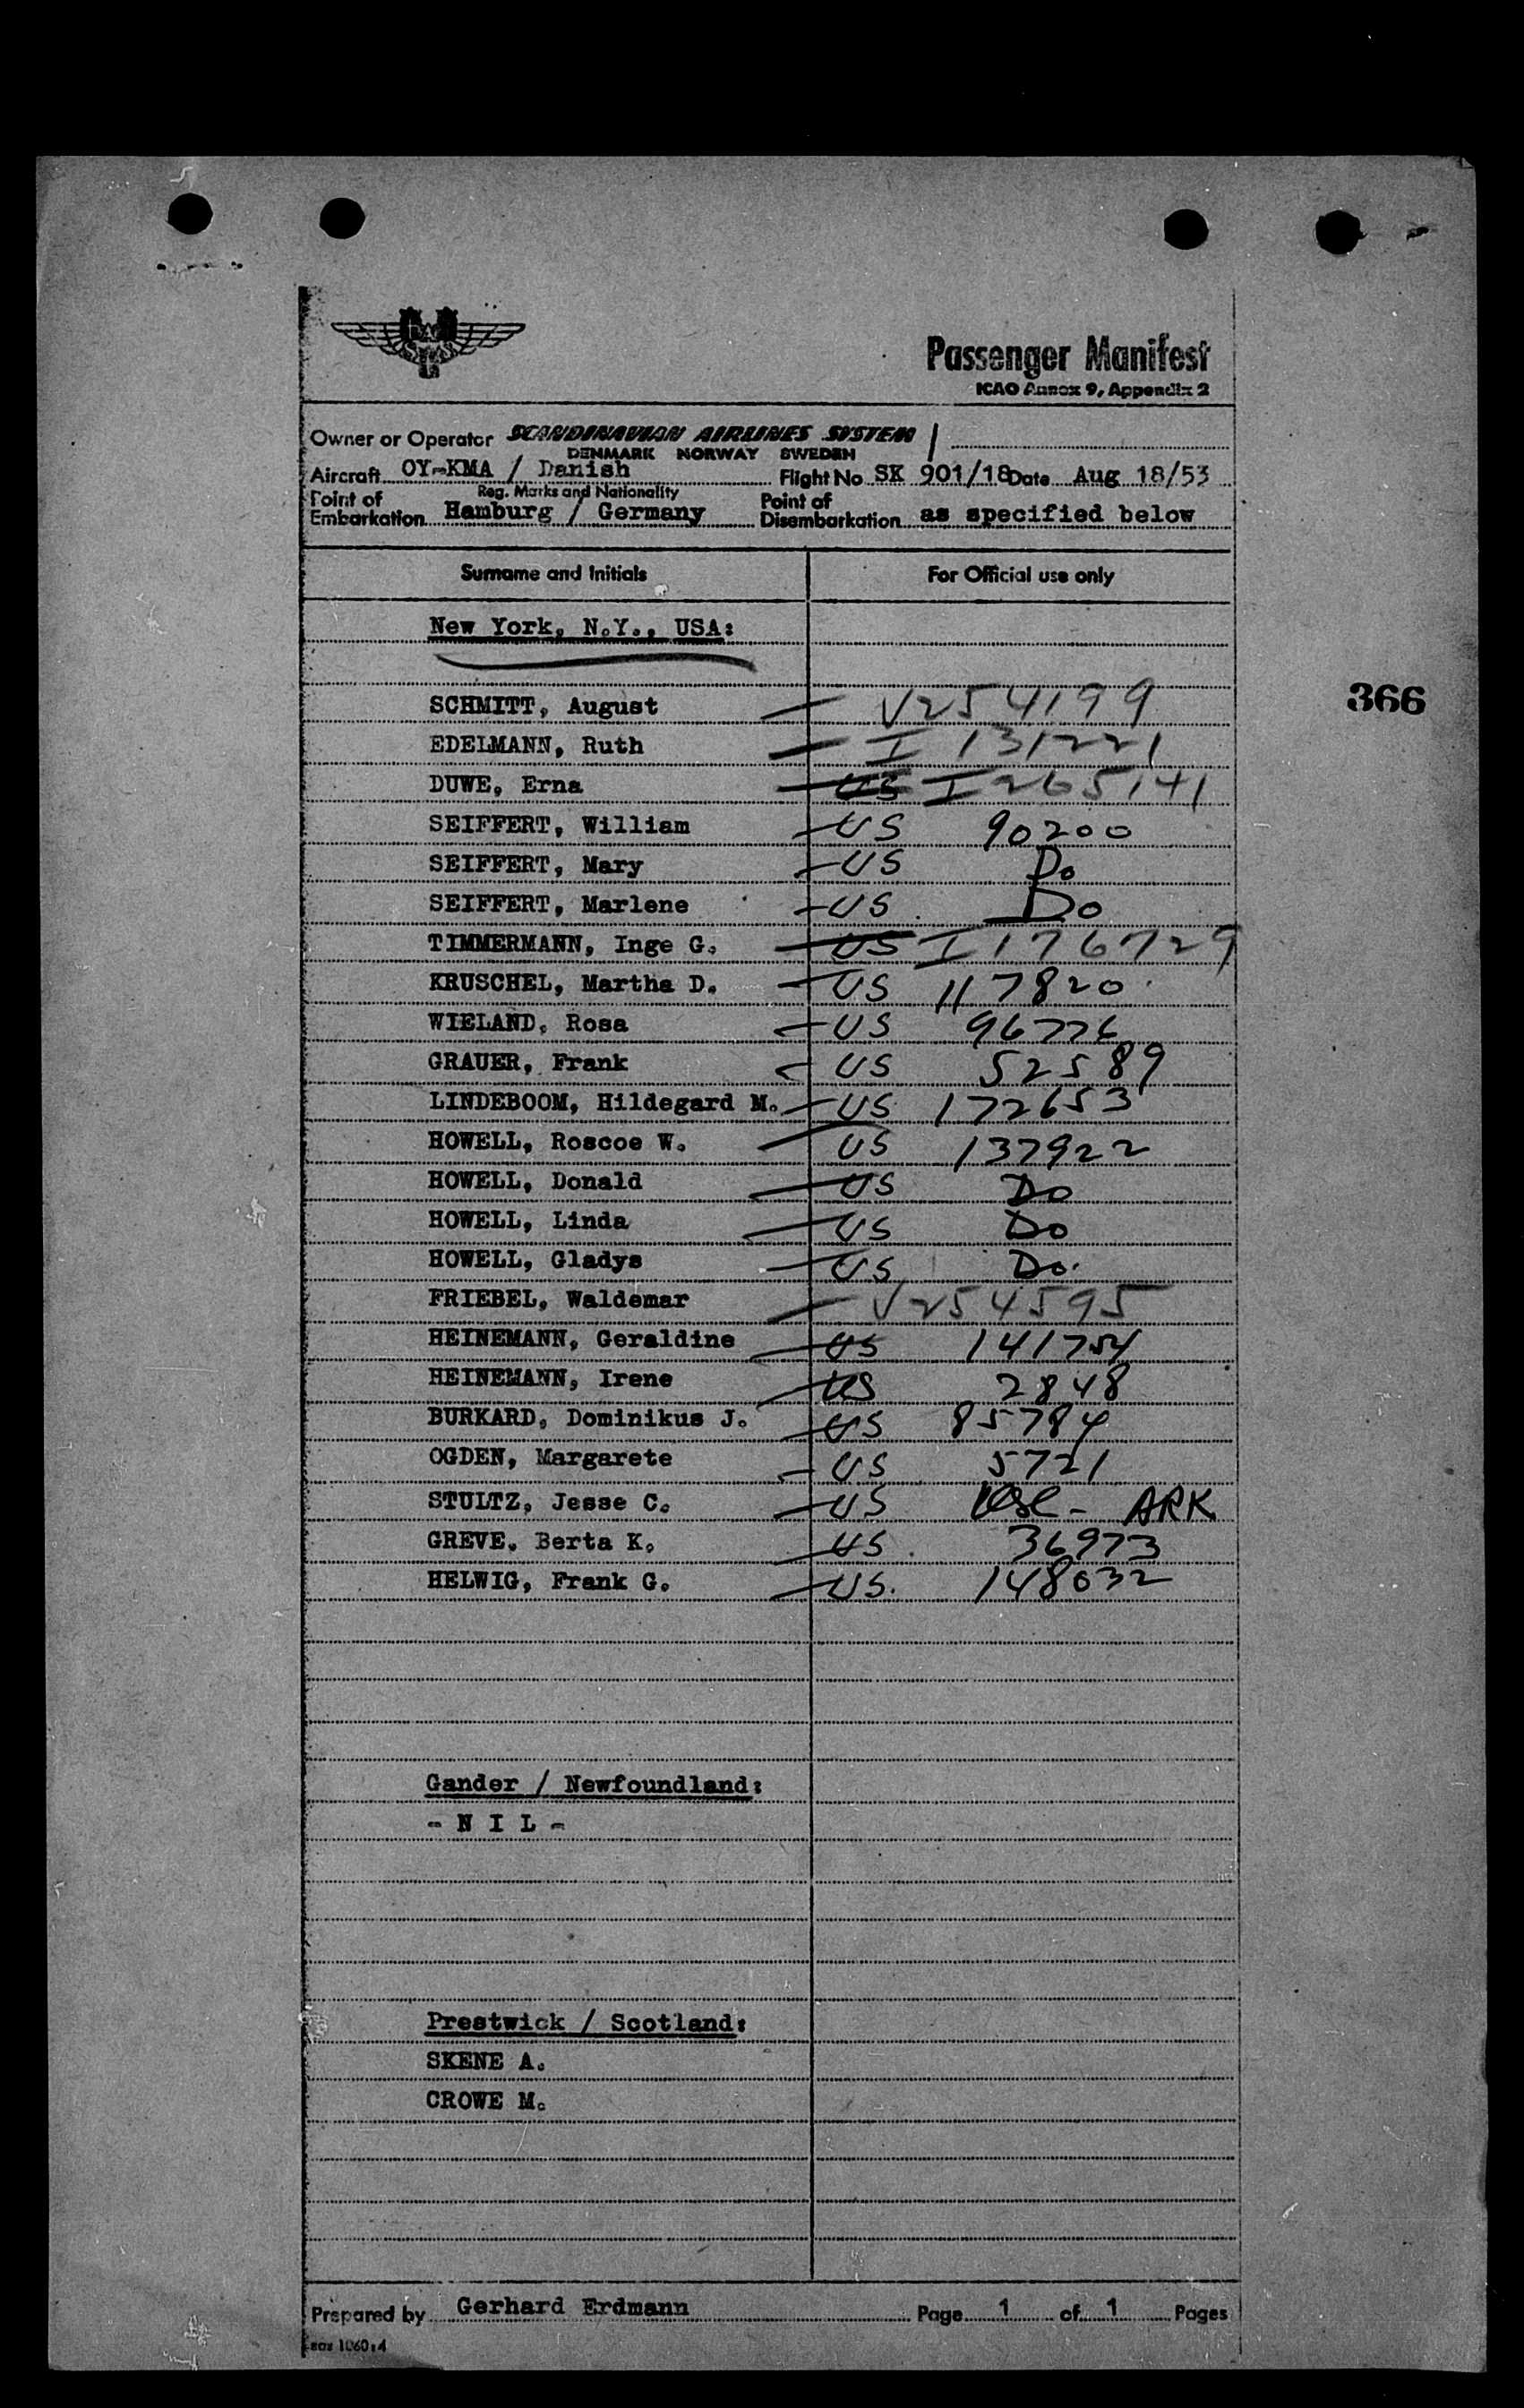 Passenger Manifest
ICAO Annex 9, Appendix 2
Owner or Operator SCANDINAVIAN AIRLINES SYSTEM
DENMARK NORWAY SWEDEN
Aircraft OY-KMA / Danish Flight No SK 901/18 Date Aug 18/53
Reg. Marks and Nationality
Point of Embarkation Hamburg / Germany Point of Disembarkation as specified below
Surname and Initials For Official use only
New York, N.Y., USA:
366
SCHMITT, August V254199
EDELMANN, Ruth I 131221
DUWE, Erna US I 265141
SEIFFERT, William US 90200
SEIFFERT, Mary US Do
SEIFFERT, Marlene US Do
TIMMERMANN, Inge G. US I 176729
KRUSCHEL, Martha D. US 117820
WIELAND, Rosa US 96776
GRAUER, Frank US 52589
LINDEBOOM, Hildegard M. US 172653
HOWELL, Roscoe W. US 137922
HOWELL, Donald US Do
HOWELL, Linda US Do
HOWELL, Gladys US Do.
FRIEBEL, Waldemar V254595
HEINEMANN, Geraldine US 141754
HEINEMANN, Irene US 2848
BURKARD, Dominikus J. US 85784
OGDEN, Margarete US 5721
STULTZ, Jesse C. US - ARK
GREVE, Berta K. US 36973
HELWIG, Frank G. US. 148032
Gander / Newfoundland:
- N I L -
Prestwick / Scotland:
SKENE A.
CROWE M.
Prepared by Gerhard Erdmann Page 1 of 1 Pages
sas 1060:4